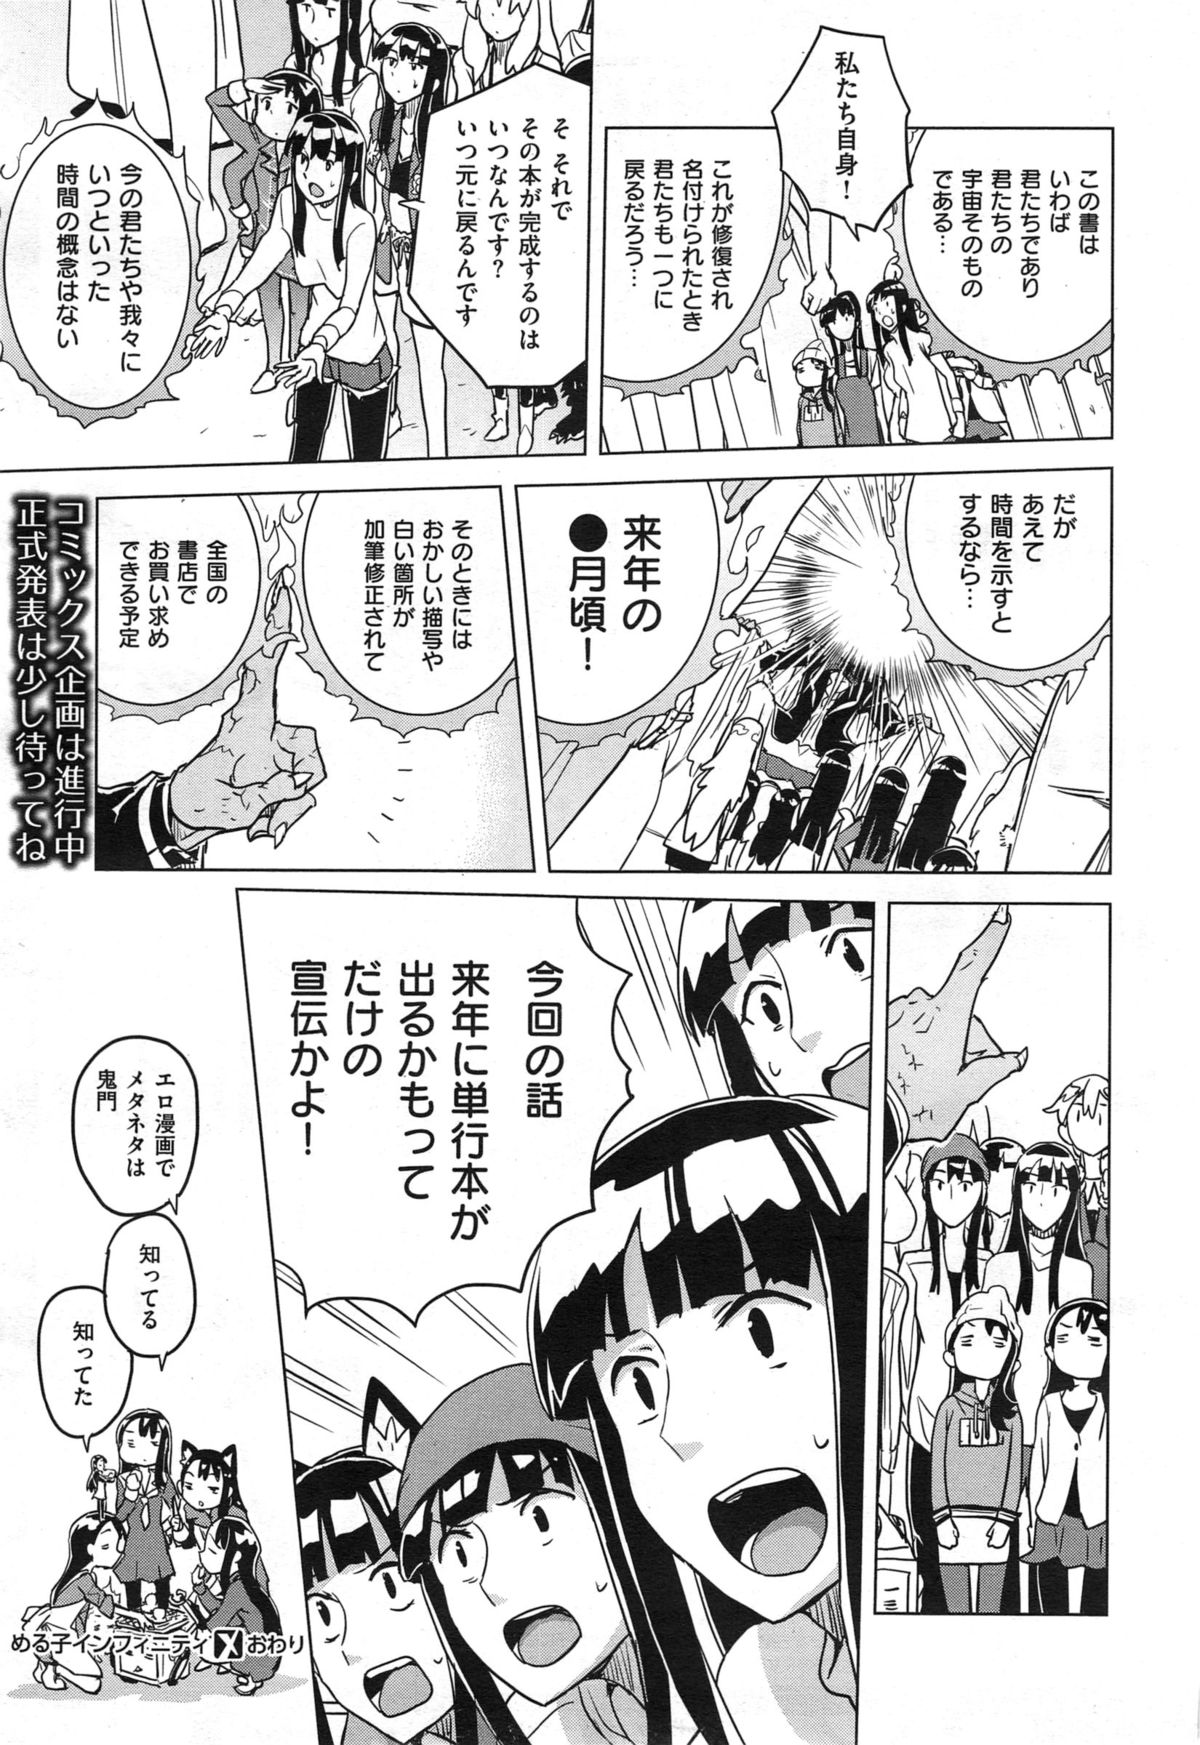 この書は
いわば
君たちであり
君たちの
宇宙そのもの
である…
私たち自身！
これが修復され
名付けられたとき
君たちも一つに
戻るだろう…
そ それで
その本が完成するのは
いつなんです？
いつ元に戻るんです
今の君たちや我々に
いつといった
時間の概念はない
だが
あえて
時間を示すと
するなら…
来年の
●月頃！
そのときには
おかしい描写や
白い箇所が
加筆修正されて
全国の
書店で
お買い求め
できる予定
コミックス企画は進行中
正式発表は少し待ってね
今回の話
来年に単行本が
出るかもって
だけの
宣伝かよ！
エロ漫画で
メタネタは
鬼門
知ってる
知ってた
める子インフィニティX おわり